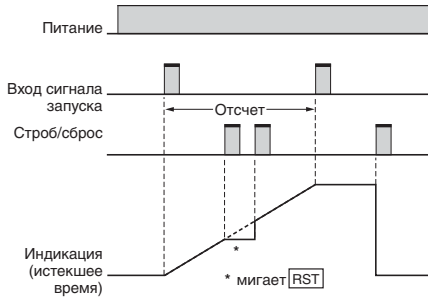 Питание
Вход сигнала
запуска
Отсчет
Строб/сброс
Индикация
(истекшее
время)
*
* мигает RST